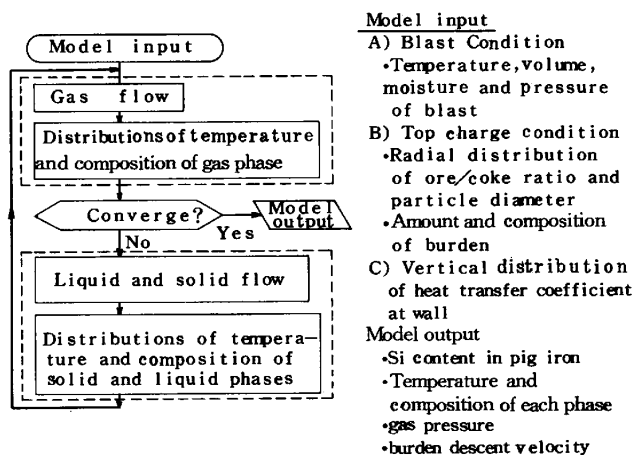 Model input
Gas flow
Distributions of temperature
and composition of gas phase
Converge?
Model
output
Yes
No
Liquid and solid flow
Distributions of tempera-
ture and composition of
solid and liquid phases
Model input
A) Blast Condition
•Temperature, volume,
moisture and pressure
of blast
B) Top charge condition
•Radial distribution
of ore/coke ratio and
particle diameter
•Amount and composition
of burden
C) Vertical distribution
of heat transfer coefficient
at wall
Model output
•Si content in pig iron
•Temperature and
composition of each phase
•gas pressure
•burden descent velocity